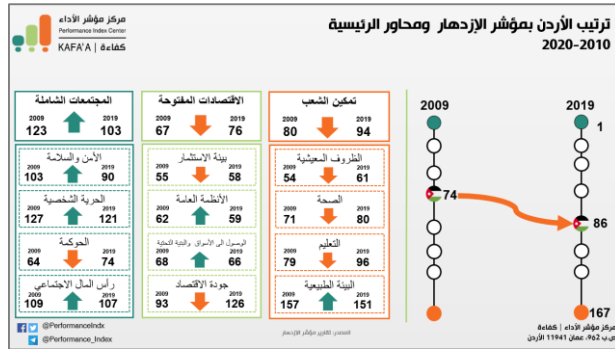 ترتيب الأردن بمؤشر الإزدهار ومحاور الرئيسية
2020-2010
مركز مؤشر الأداء
Performance Index Center
KAFA'A | كفاءة
2009
2019
1
74
86
167
تمكين الشعب
2009 2019
80 94
الظروف المعيشية
2009 2019
54 61
الصحة
2009 2019
71 80
التعليم
2009 2019
79 96
البيئة الطبيعية
2009 2019
157 151
الاقتصادات المفتوحة
2009 2019
67 76
بيئة الاستثمار
2009 2019
55 58
الأنظمة العامة
2009 2019
62 59
الوصول الى الأسواق والبنية التحتية
2009 2019
68 66
جودة الاقتصاد
2009 2019
93 126
المجتمعات الشاملة
2009 2019
123 103
الأمن والسلامة
2009 2019
103 90
الحرية الشخصية
2009 2019
127 121
الحوكمة
2009 2019
64 74
رأس المال الاجتماعي
2009 2019
109 107
@PerformanceIndx
@Performance_Index
المصدر: تقارير مؤشر الإزدهار
مركز مؤشر الأداء | كفاءة
ص.ب 962، عمان 11941 الأردن